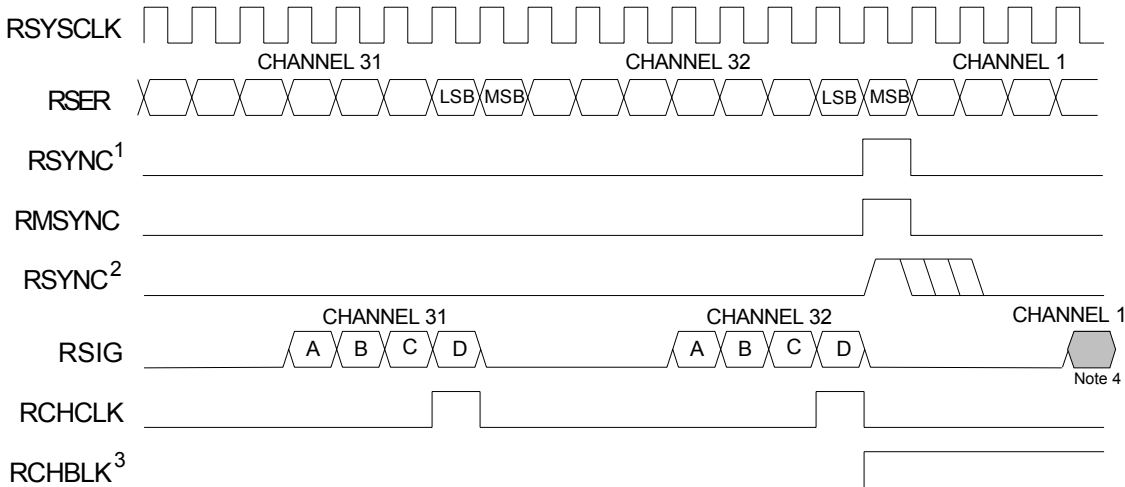 RSYSCLK
CHANNEL 31 CHANNEL 32 CHANNEL 1
RSER LSB MSB LSB MSB
RSYNC¹
RMSYNC
RSYNC²
CHANNEL 31 CHANNEL 32 CHANNEL 1
RSIG A B C D A B C D
Note 4
RCHCLK
RCHBLK³